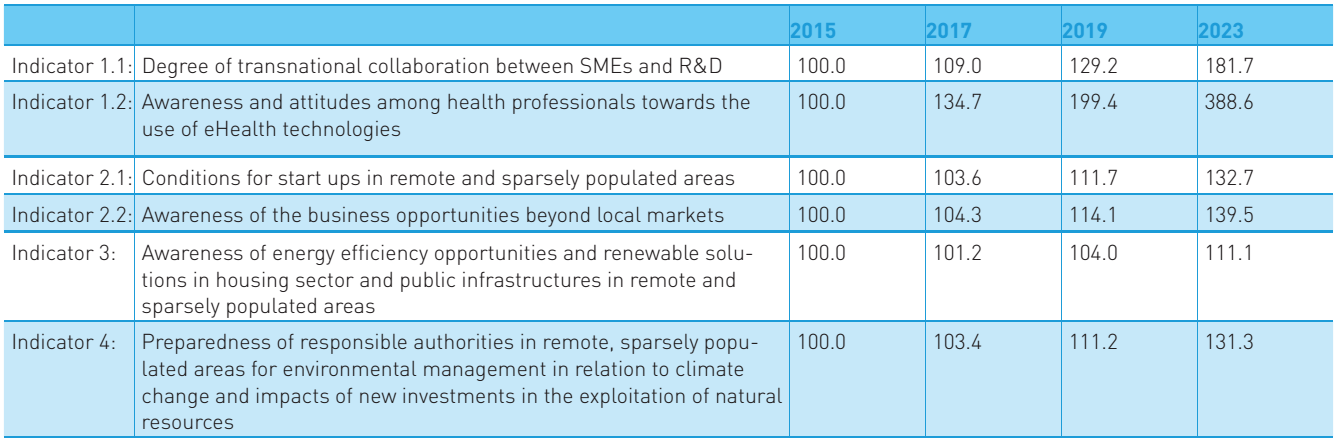 2015 2017 2019 2023
Indicator 1.1: Degree of transnational collaboration between SMEs and R&D 100.0 109.0 129.2 181.7
Indicator 1.2: Awareness and attitudes among health professionals towards the 100.0 134.7 199.4 388.6
use of eHealth technologies
Indicator 2.1: Conditions for start ups in remote and sparsely populated areas 100.0 103.6 111.7 132.7
Indicator 2.2: Awareness of the business opportunities beyond local markets 100.0 104.3 114.1 139.5
Indicator 3: Awareness of energy efficiency opportunities and renewable solu- 100.0 101.2 104.0 111.1
tions in housing sector and public infrastructures in remote and
sparsely populated areas
Indicator 4: Preparedness of responsible authorities in remote, sparsely popu- 100.0 103.4 111.2 131.3
lated areas for environmental management in relation to climate
change and impacts of new investments in the exploitation of natural
resources